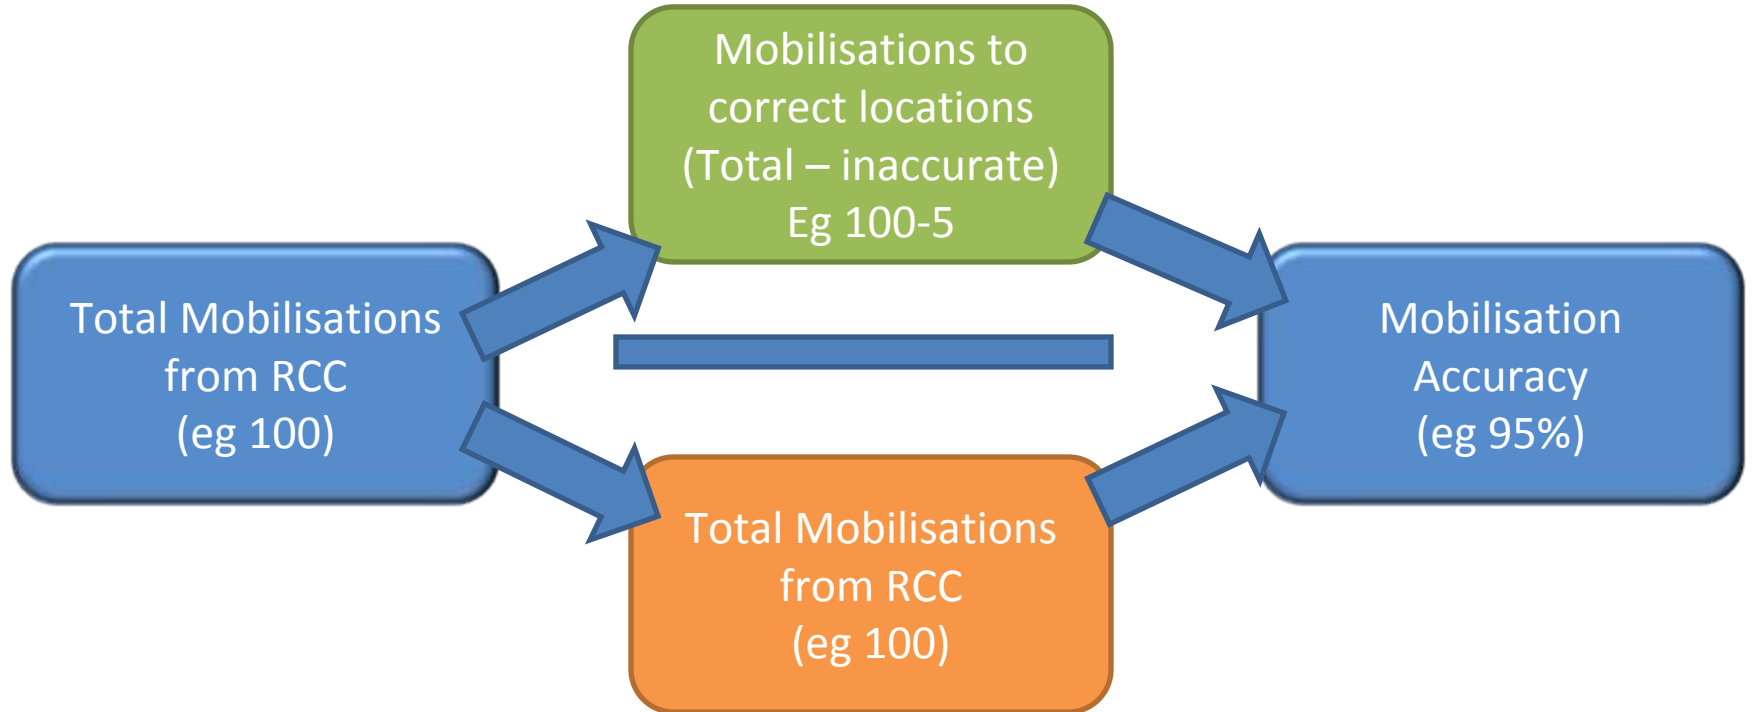 Mobilisations to
correct locations
(Total – inaccurate)
Eg 100-5
Total Mobilisations
from RCC
(eg 100)
Mobilisation
Accuracy
(eg 95%)
Total Mobilisations
from RCC
(eg 100)